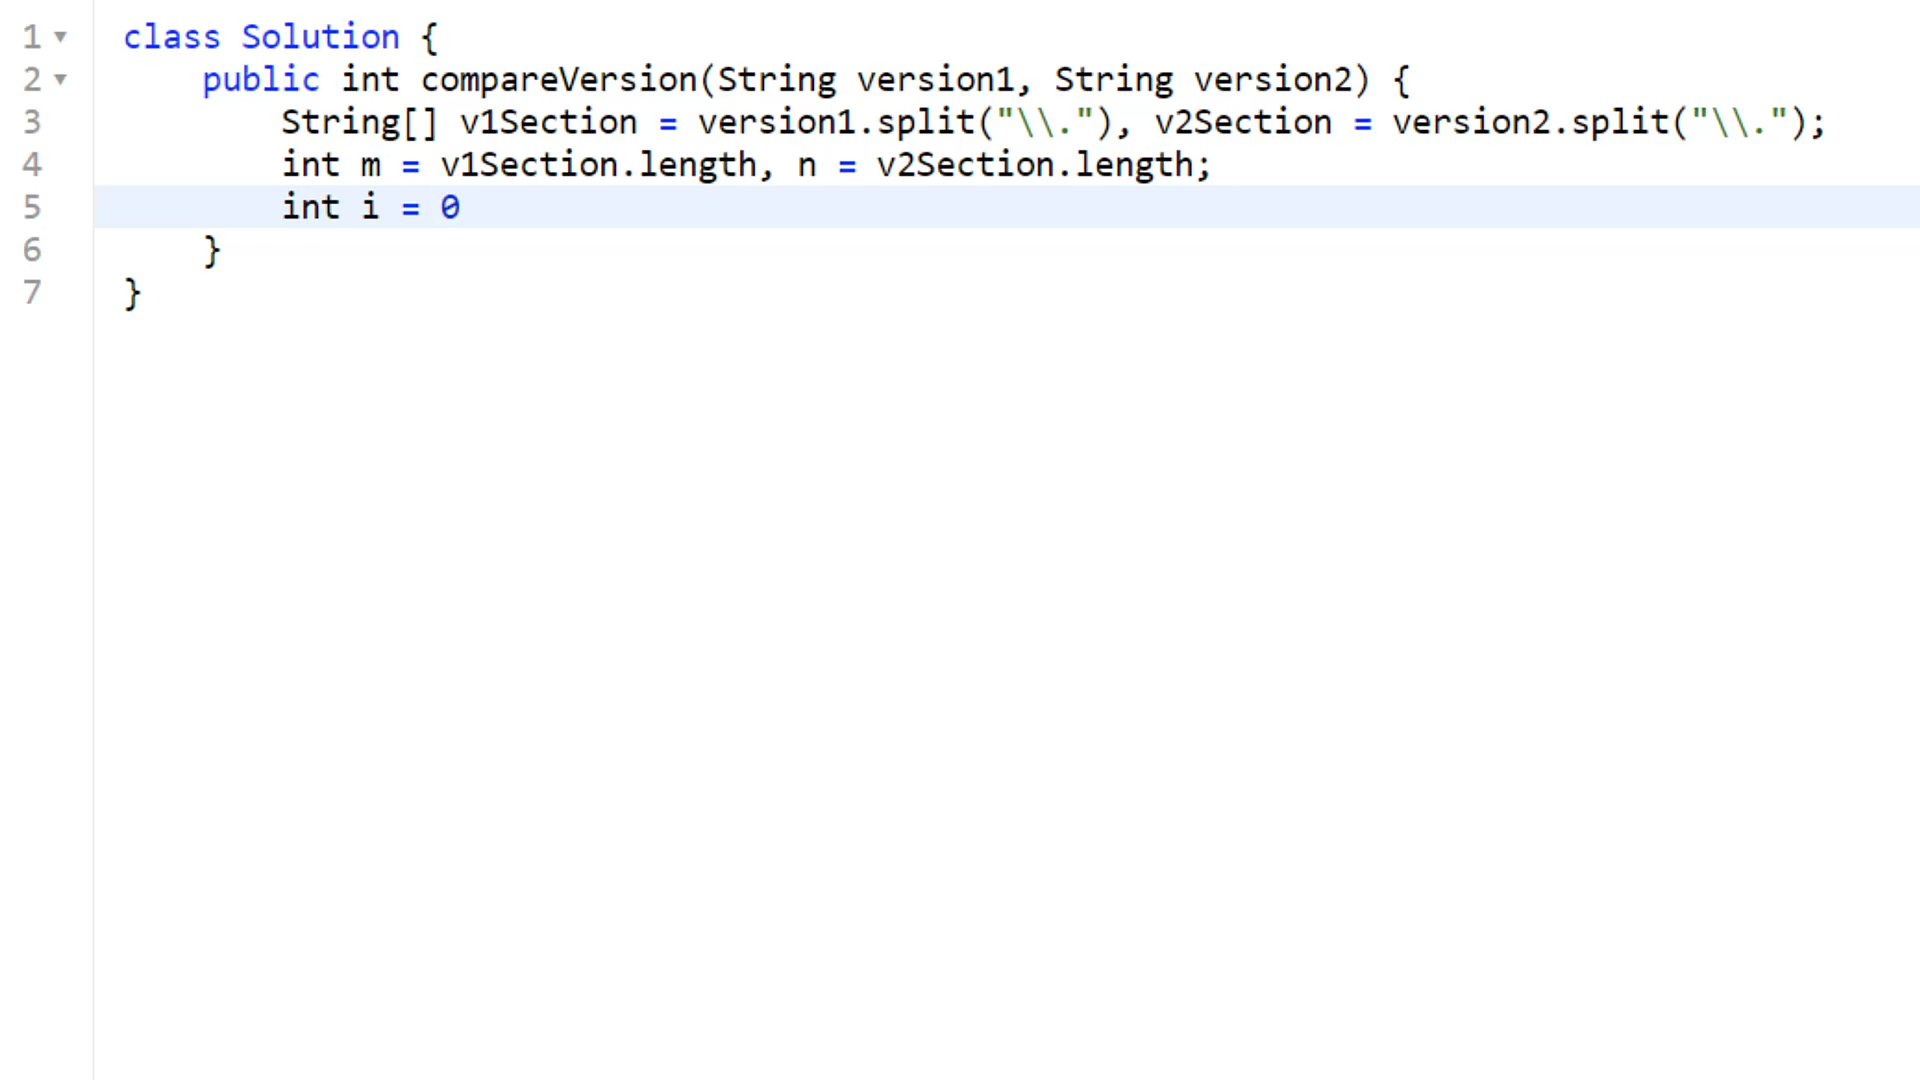 1 class Solution {
2 public int compareVersion(String version1, String version2) {
3 String[] v1Section = version1.split("\\."), v2Section = version2.split("\\.");
4 int m = v1Section.length, n = v2Section.length;
5 int i = 0
6 }
7 }